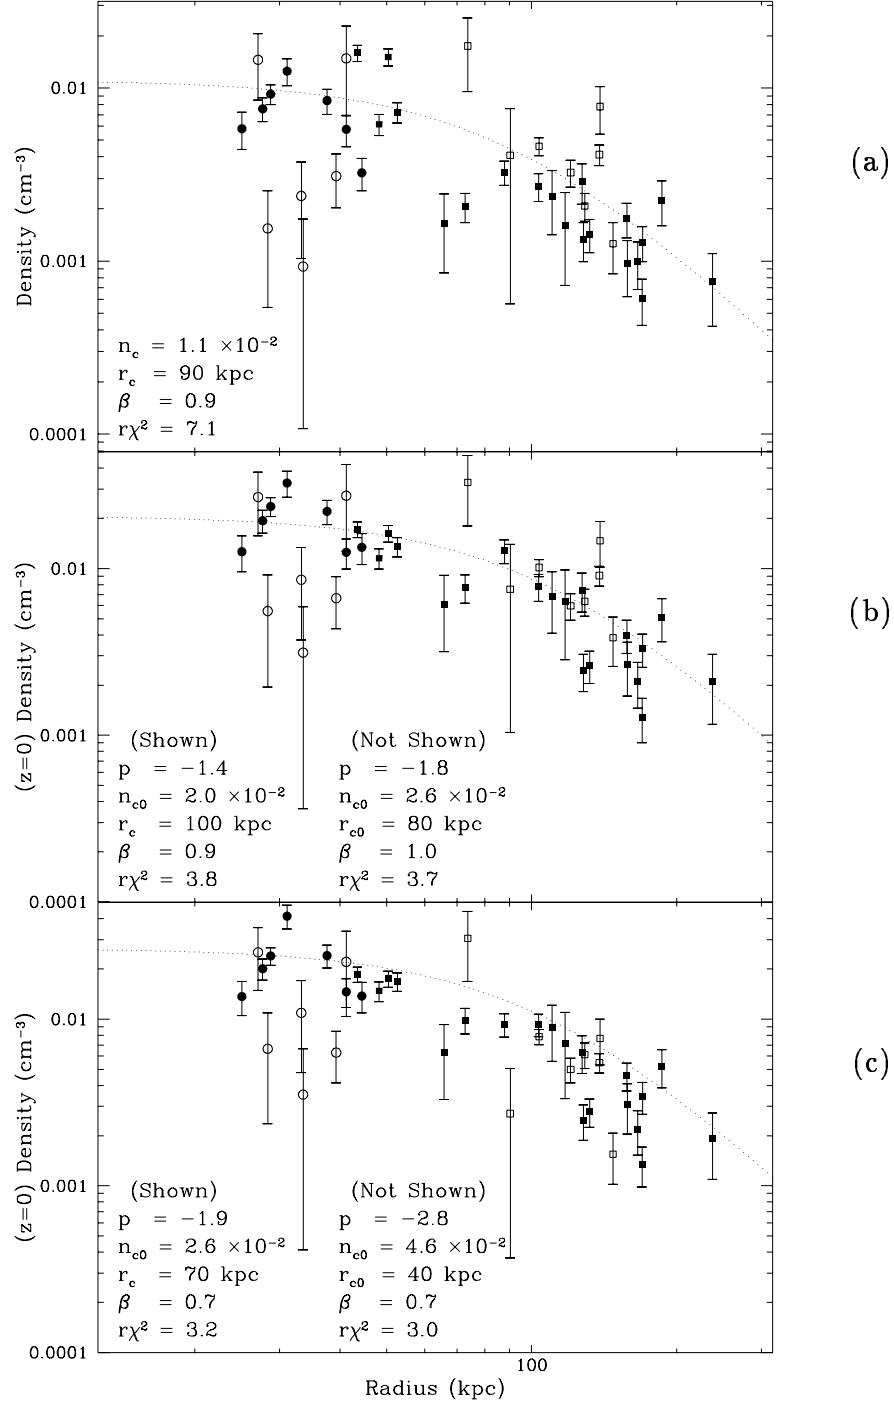 0.01
(a)
Density (cm⁻³)
0.001
n_c = 1.1 ×10⁻²
r_c = 90 kpc
β = 0.9
rχ² = 7.1
0.0001
0.01
(b)
(z=0) Density (cm⁻³)
0.001
(Shown) (Not Shown)
p = −1.4 p = −1.8
n_c0 = 2.0 ×10⁻² n_c0 = 2.6 ×10⁻²
r_c = 100 kpc r_c0 = 80 kpc
β = 0.9 β = 1.0
rχ² = 3.8 rχ² = 3.7
0.0001
0.01
(c)
(z=0) Density (cm⁻³)
0.001
(Shown) (Not Shown)
p = −1.9 p = −2.8
n_c0 = 2.6 ×10⁻² n_c0 = 4.6 ×10⁻²
r_c = 70 kpc r_c0 = 40 kpc
β = 0.7 β = 0.7
rχ² = 3.2 rχ² = 3.0
0.0001
100
Radius (kpc)